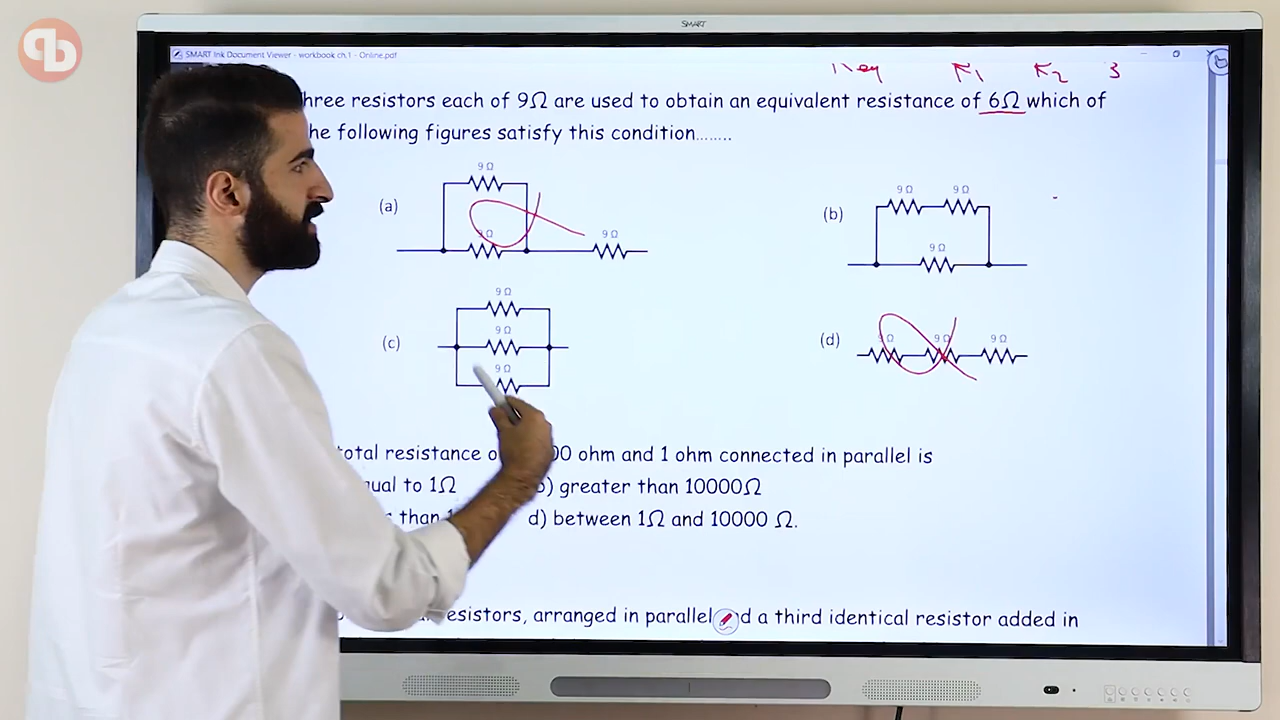 SMART
pb
SMART Ink Document Viewer - workbook ch.1 - Online.pdf
R1 R2 3
hree resistors each of 9Ω are used to obtain an equivalent resistance of 6Ω which of
he following figures satisfy this condition........
(a) 9 Ω 9 Ω 9 Ω
(b) 9 Ω 9 Ω 9 Ω
(c) 9 Ω 9 Ω 9 Ω
(d) Ω 9 Ω 9 Ω
total resistance 00 ohm and 1 ohm connected in parallel is
ual to 1Ω b) greater than 10000Ω
than 1 d) between 1Ω and 10000 Ω.
esistors, arranged in parallel d a third identical resistor added in